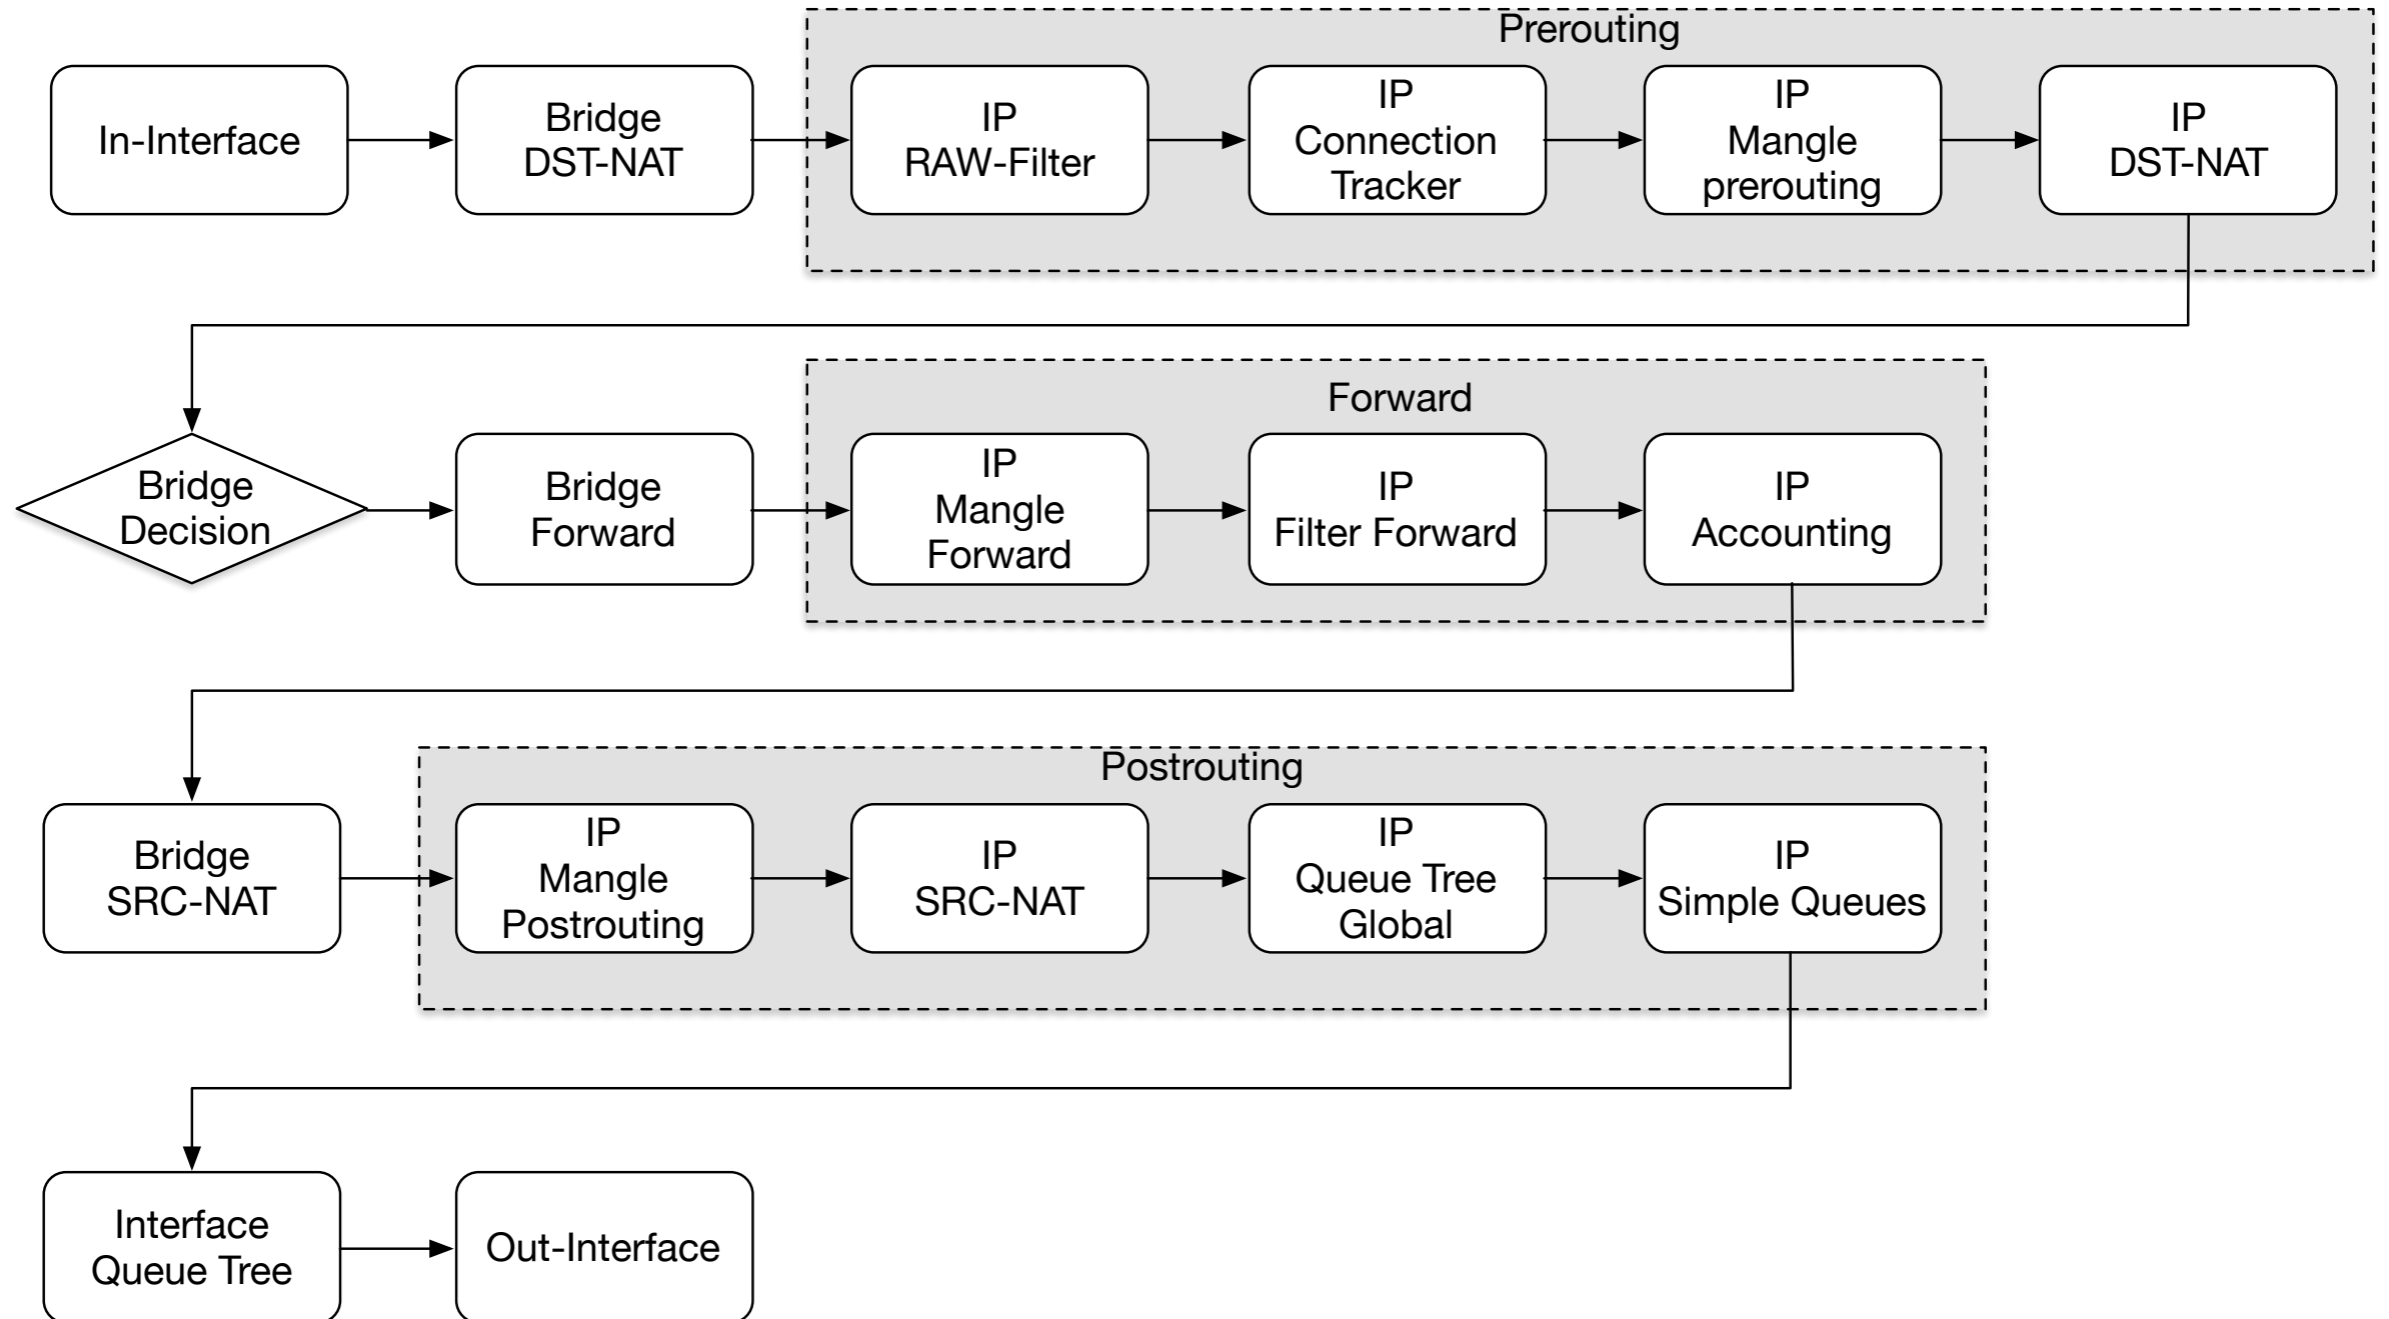 Prerouting
In-Interface
Bridge
DST-NAT
IP
RAW-Filter
IP
Connection
Tracker
IP
Mangle
prerouting
IP
DST-NAT
Forward
Bridge
Decision
Bridge
Forward
IP
Mangle
Forward
IP
Filter Forward
IP
Accounting
Postrouting
Bridge
SRC-NAT
IP
Mangle
Postrouting
IP
SRC-NAT
IP
Queue Tree
Global
IP
Simple Queues
Interface
Queue Tree
Out-Interface